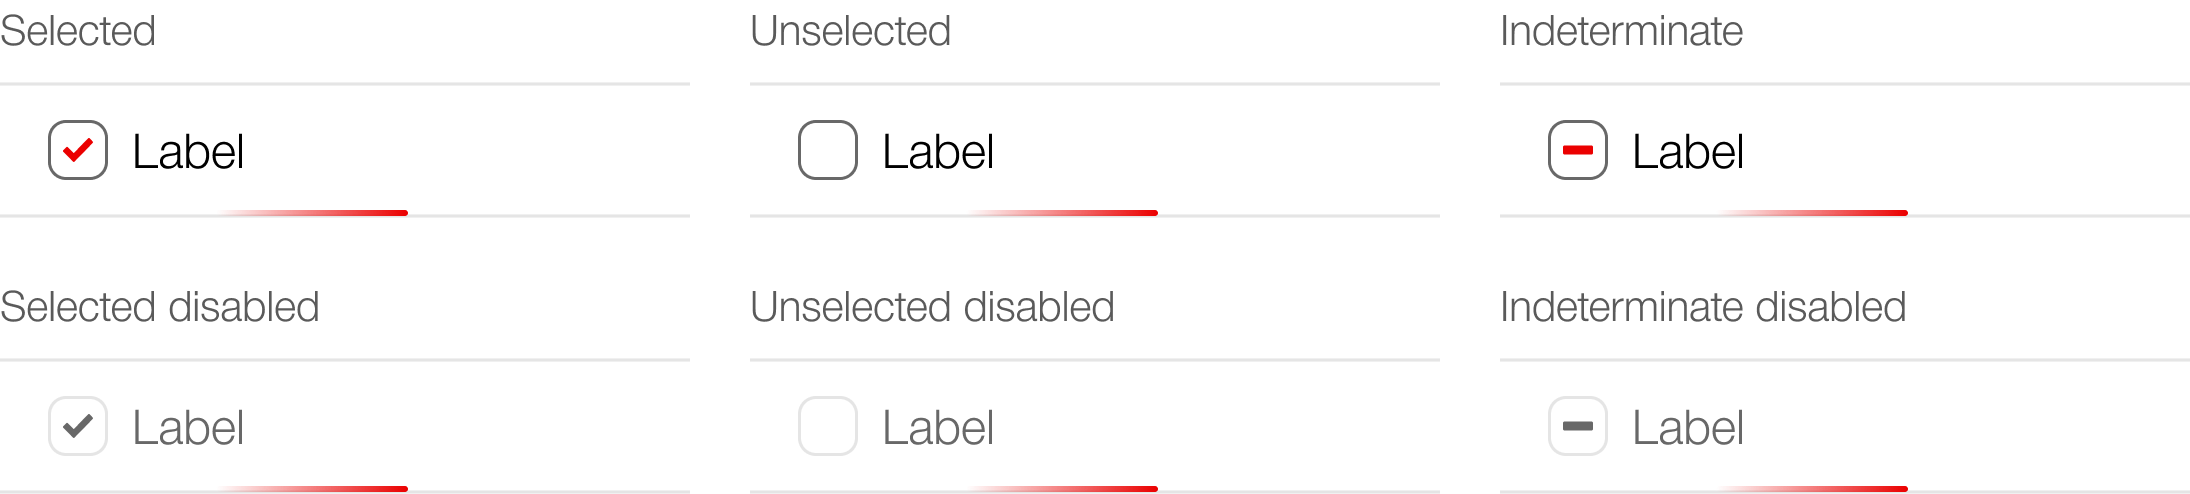 Selected
Unselected
Indeterminate
Label
Label
Label
Selected disabled
Unselected disabled
Indeterminate disabled
Label
Label
Label